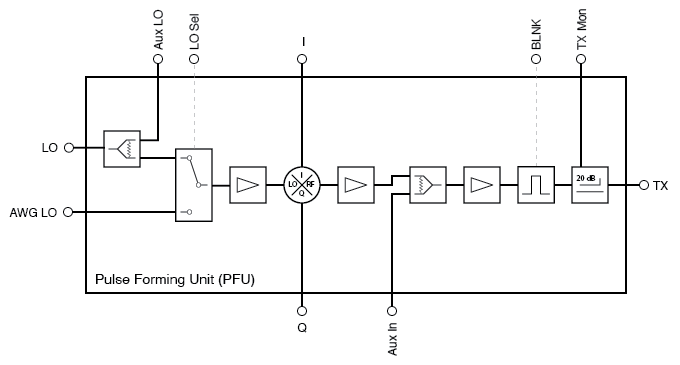 Aux LO
LO Sel
I
BLNK
TX Mon
LO
I
LO RF
Q
20 dB
TX
AWG LO
Pulse Forming Unit (PFU)
Q
Aux In